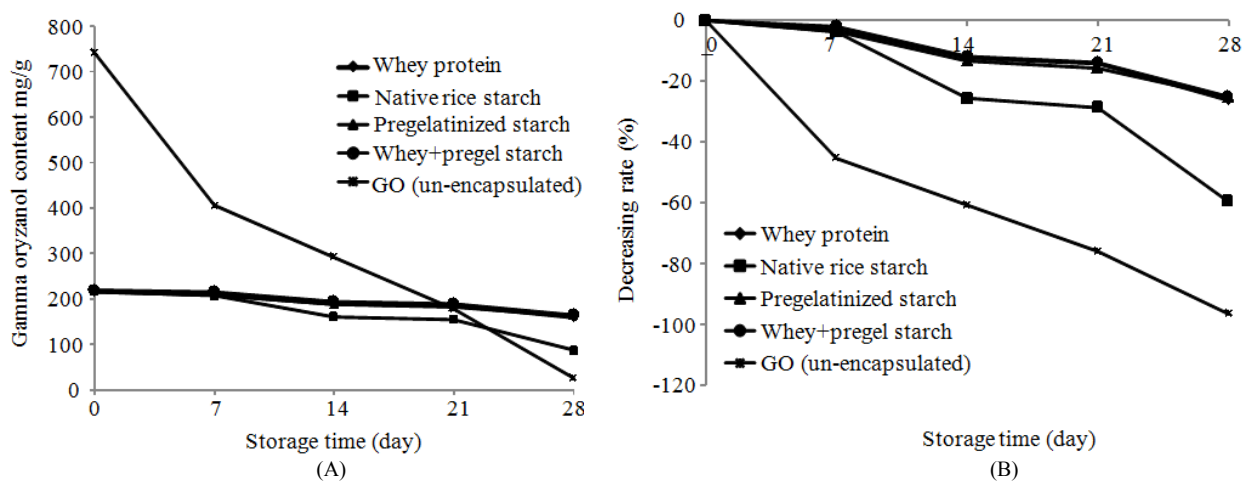 800
700
600
500
400
300
200
100
0
Gamma oryzanol content mg/g
Whey protein
Native rice starch
Pregelatinized starch
Whey+pregel starch
GO (un-encapsulated)
0 7 14 21 28
Storage time (day)
(A)
0
-20
-40
-60
-80
-100
-120
Decreasing rate (%)
0 7 14 21 28
Whey protein
Native rice starch
Pregelatinized starch
Whey+pregel starch
GO (un-encapsulated)
Storage time (day)
(B)